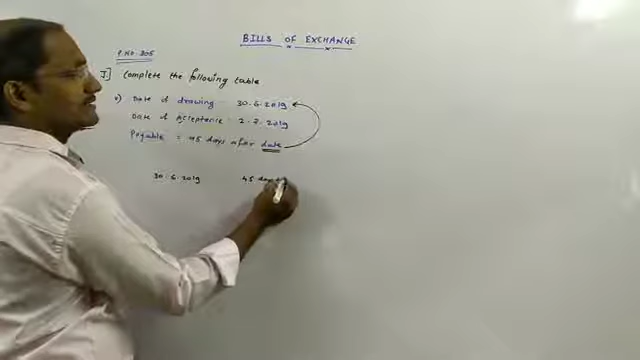 BILLS OF EXCHANGE
P.No. 305
I] Complete the following table
Date of drawing 30.6.2019
Date of Acceptance 2.7.2019
Payable = 45 days after date
30.6.2019 45 days